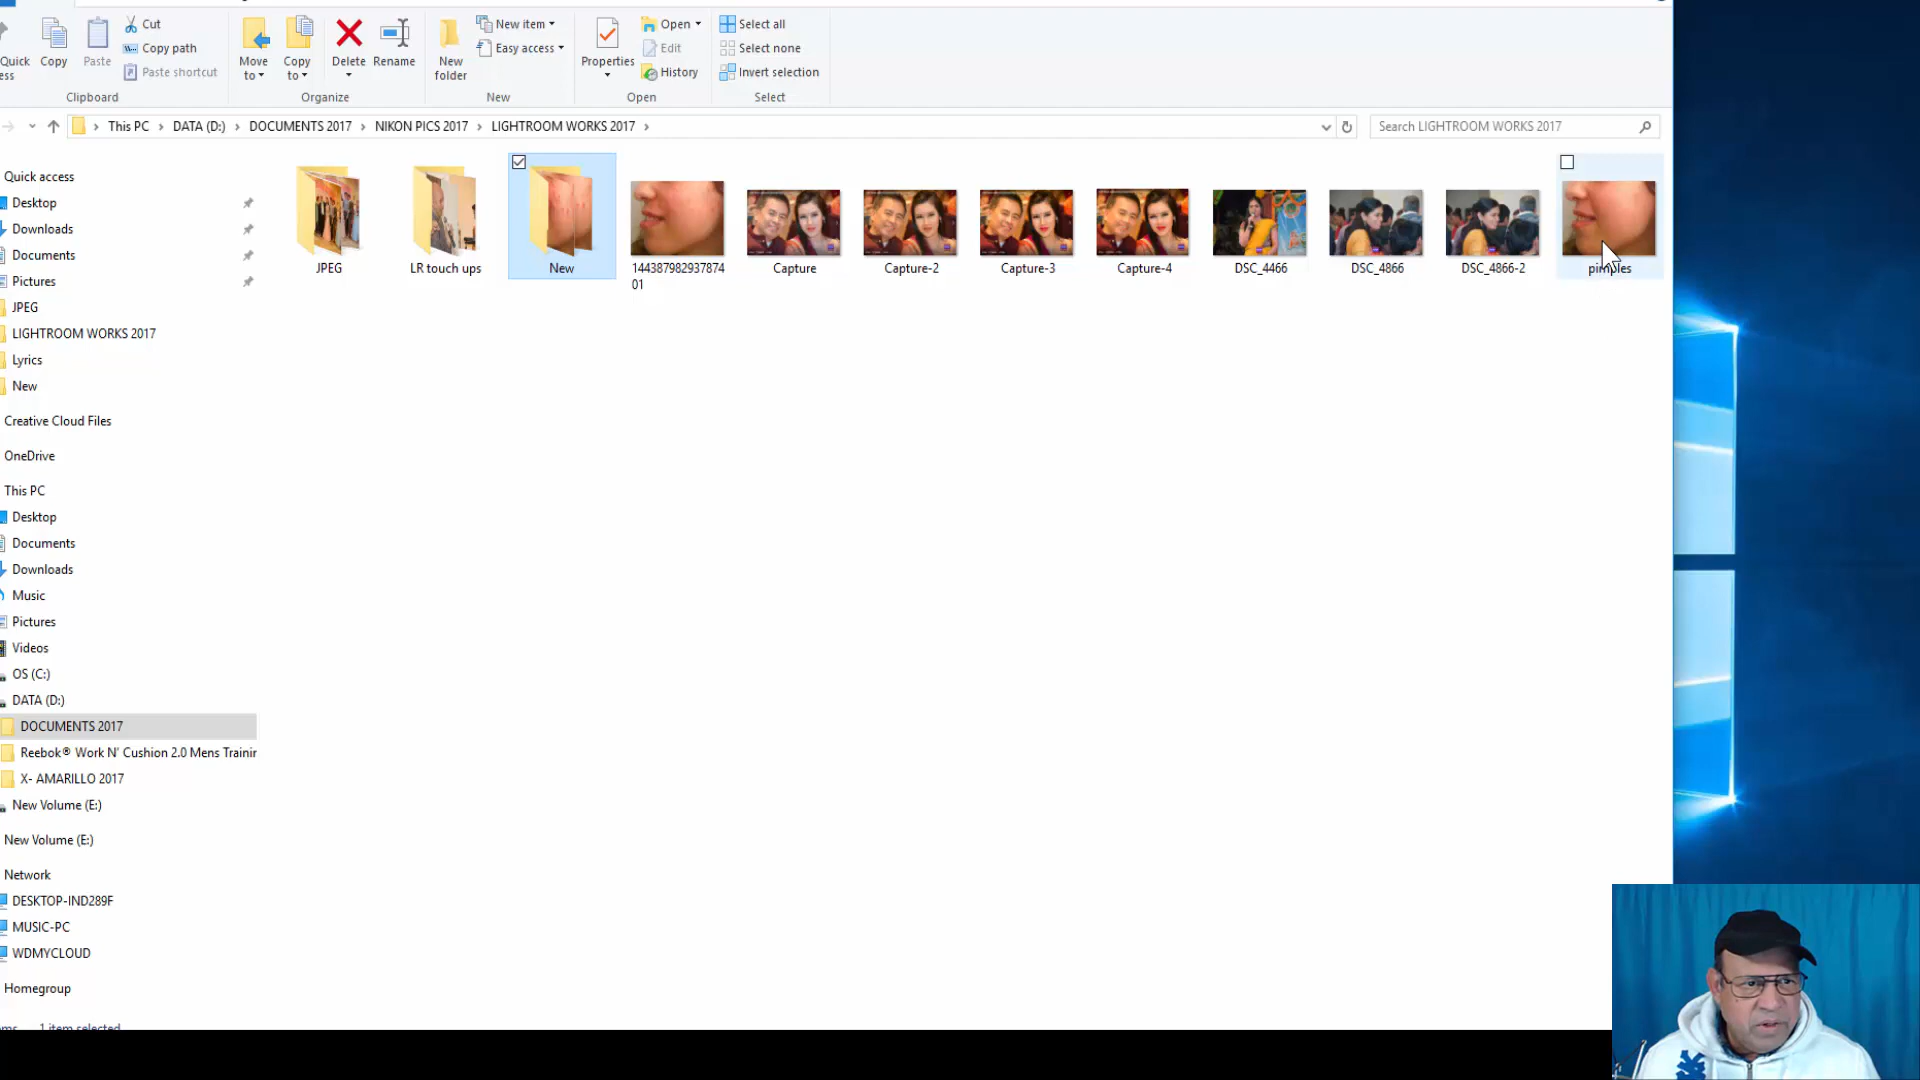 Cut
New item
Open
Select all
Quick
Copy
Paste
Copy path
Move
Copy
Delete
Rename
New
Easy access
Properties
Edit
Select none
Paste shortcut
to
to
folder
History
Invert selection
Clipboard
Organize
New
Open
Select
This PC > DATA (D:) > DOCUMENTS 2017 > NIKON PICS 2017 > LIGHTROOM WORKS 2017 >
Search LIGHTROOM WORKS 2017
Quick access
Desktop
Downloads
Documents
Pictures
JPEG
LIGHTROOM WORKS 2017
Lyrics
New
Creative Cloud Files
OneDrive
This PC
Desktop
Documents
Downloads
Music
Pictures
Videos
OS (C:)
DATA (D:)
DOCUMENTS 2017
Reebok® Work N' Cushion 2.0 Mens Trainir
X- AMARILLO 2017
New Volume (E:)
New Volume (E:)
Network
DESKTOP-IND289F
MUSIC-PC
WDMYCLOUD
Homegroup
1 item selected
JPEG
LR touch ups
New
144387982937874
01
Capture
Capture-2
Capture-3
Capture-4
DSC_4466
DSC_4866
DSC_4866-2
pimples